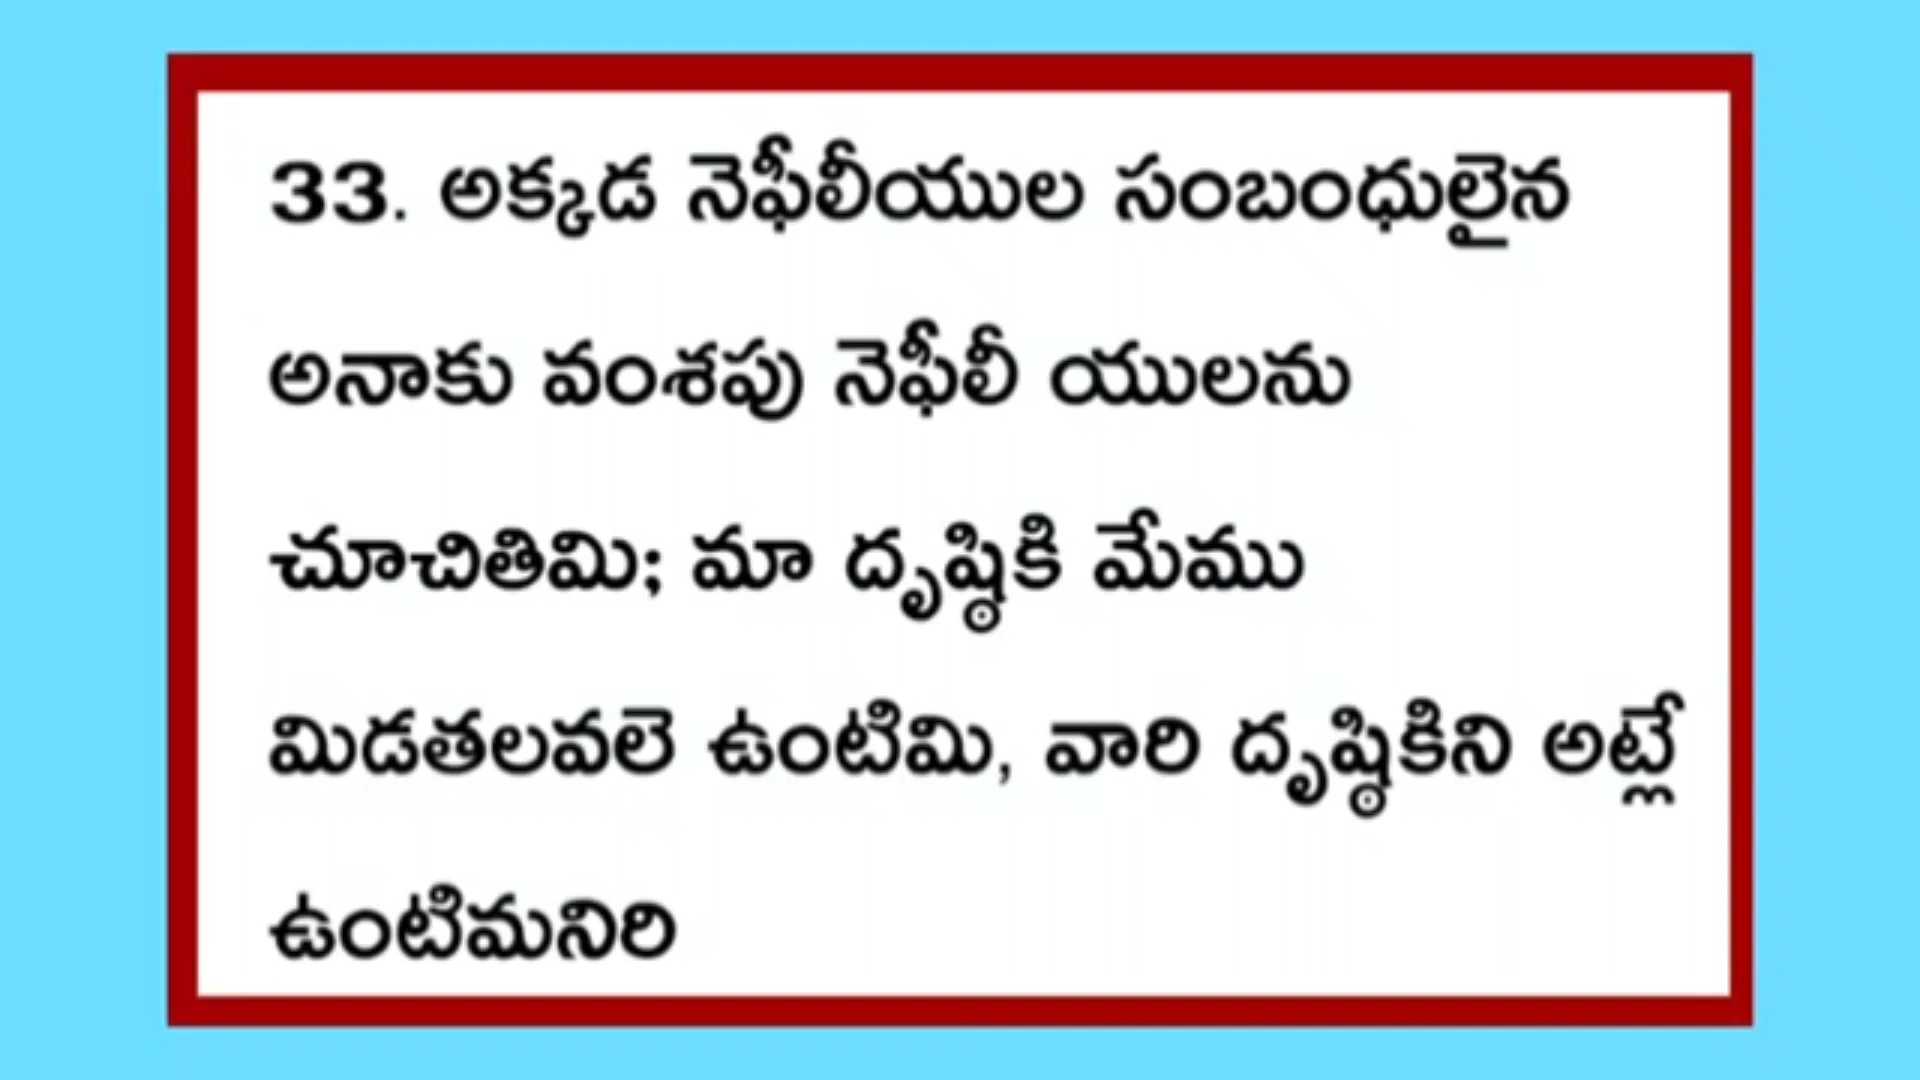 33. అక్కడ నెఫీలీయుల సంబంధులైన
అనాకు వంశపు నెఫీలీ యులను
చూచితిమి; మా దృష్ఠికి మేము
మిడతలవలె ఉంటిమి, వారి దృష్ఠికిని అట్లే
ఉంటిమనిరి